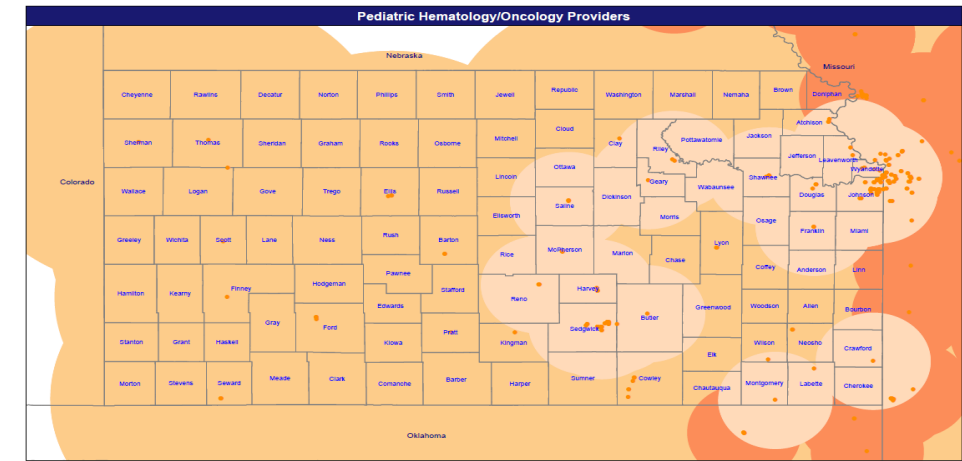 Pediatric Hematology/Oncology Providers
Nebraska
Missouri
Cheyenne Rawlins Decatur Norton Phillips Smith Jewell Republic Washington Marshall Nemaha Brown Doniphan
Sherman Thomas Sheridan Graham Rooks Osborne Mitchell Cloud Clay Riley Pottawatomie Jackson Atchison
Jefferson Leavenworth Wyandotte
Colorado
Wallace Logan Gove Trego Ellis Russell Lincoln Ottawa Dickinson Geary Wabaunsee Shawnee Douglas Johnson
Ellsworth Saline Morris Osage
Greeley Wichita Scott Lane Ness Rush Barton Rice McPherson Marion Chase Lyon Franklin Miami
Hamilton Kearny Finney Hodgeman Pawnee Stafford Reno Harvey Coffey Anderson Linn
Gray Ford Edwards Sedgwick Butler Greenwood Woodson Allen Bourbon
Stanton Grant Haskell Kiowa Pratt Kingman Elk Wilson Neosho Crawford
Morton Stevens Seward Meade Clark Comanche Barber Harper Sumner Cowley Chautauqua Montgomery Labette Cherokee
Oklahoma